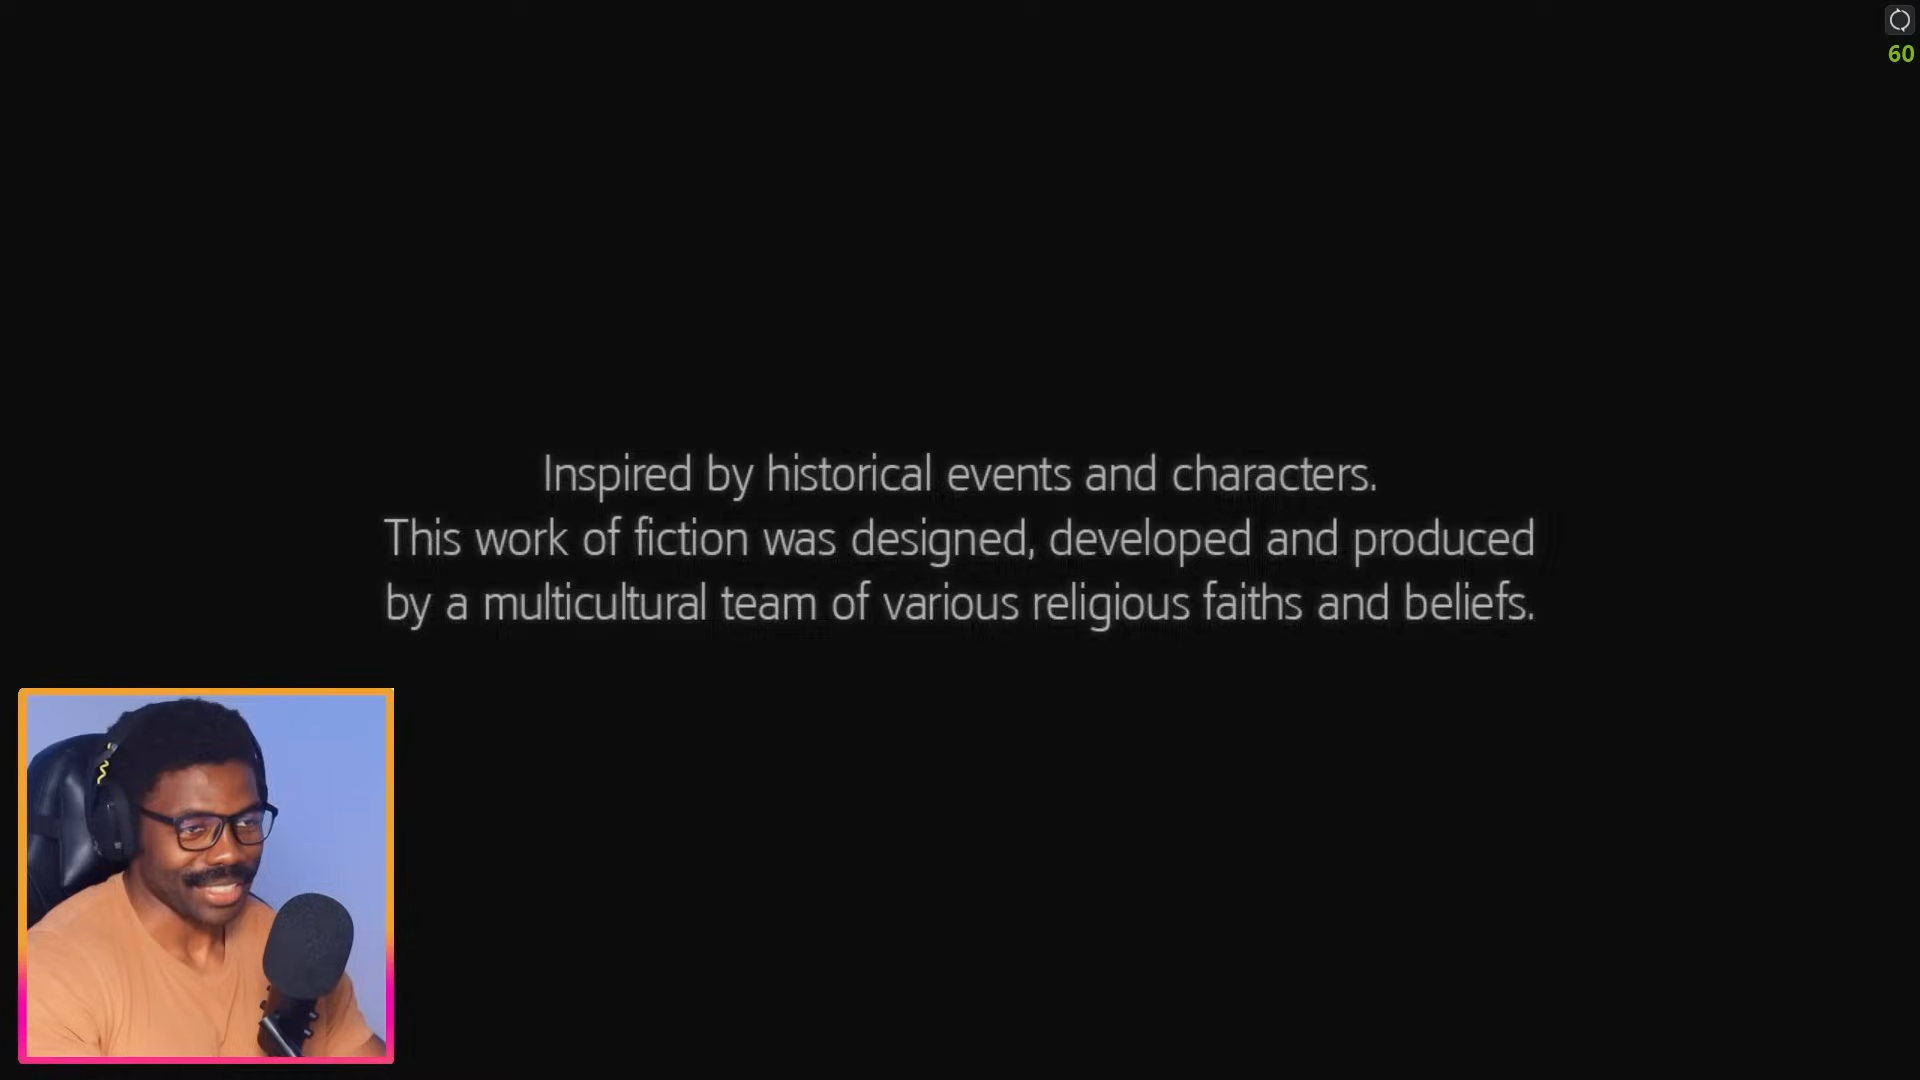 60
Inspired by historical events and characters.
This work of fiction was designed, developed and produced
by a multicultural team of various religious faiths and beliefs.